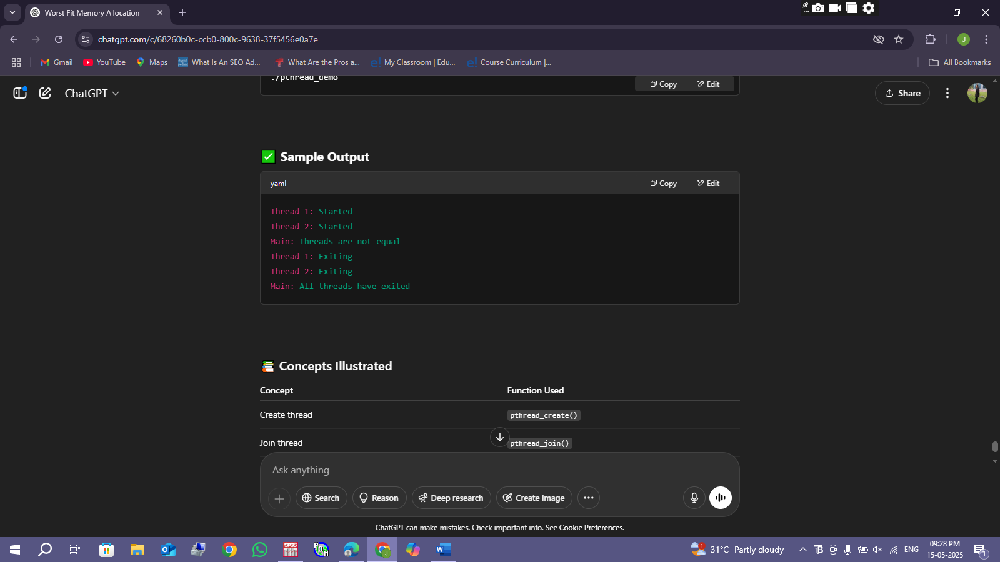 Worst Fit Memory Allocation
chatgpt.com/c/68260b0c-ccb0-800c-9638-37f5456e0a7e
J
Gmail
YouTube
Maps
What Is An SEO Ad...
What Are the Pros a...
My Classroom | Edu...
Course Curriculum |...
All Bookmarks
./pthread_demo
Copy
Edit
ChatGPT
Share
Sample Output
yaml
Copy
Edit
Thread 1: Started
Thread 2: Started
Main: Threads are not equal
Thread 1: Exiting
Thread 2: Exiting
Main: All threads have exited
Concepts Illustrated
Concept Function Used
Create thread pthread_create()
Join thread pthread_join()
Ask anything
Search
Reason
Deep research
Create image
ChatGPT can make mistakes. Check important info. See Cookie Preferences.
1
31°C Partly cloudy
ENG
09:28 PM
15-05-2025
1